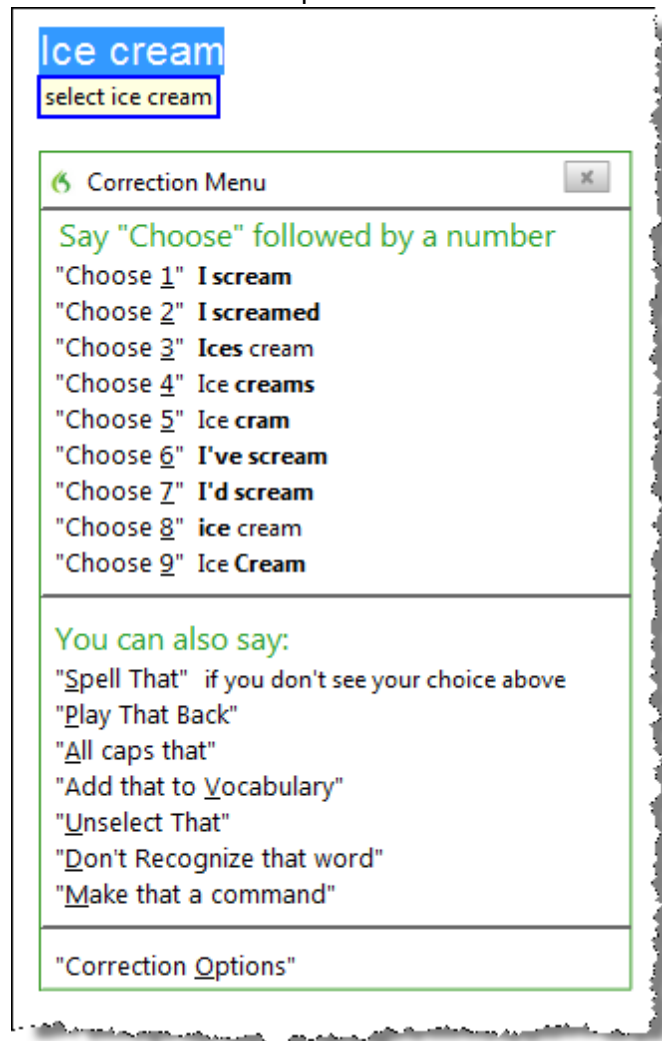 Ice cream
select ice cream
Correction Menu
Say "Choose" followed by a number
"Choose 1" I scream
"Choose 2" I screamed
"Choose 3" Ices cream
"Choose 4" Ice creams
"Choose 5" Ice cram
"Choose 6" I've scream
"Choose 7" I'd scream
"Choose 8" ice cream
"Choose 9" Ice Cream
You can also say:
"Spell That" if you don't see your choice above
"Play That Back"
"All caps that"
"Add that to Vocabulary"
"Unselect That"
"Don't Recognize that word"
"Make that a command"
"Correction Options"